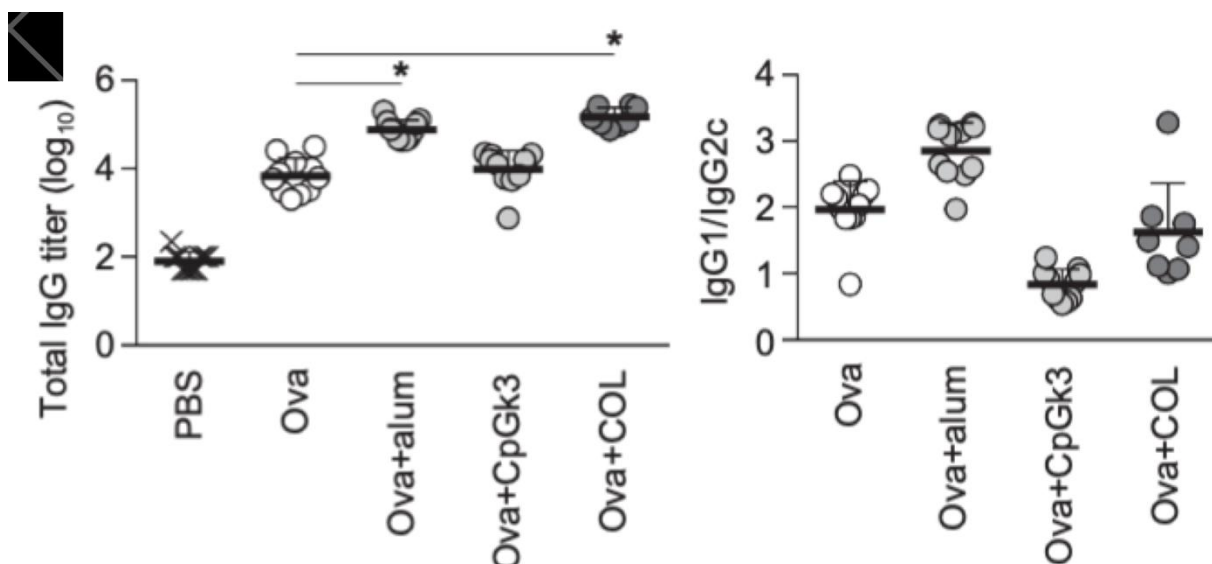 Total IgG titer (log10)
6
4
2
0
* *
PBS
Ova
Ova+alum
Ova+CpGk3
Ova+COL
IgG1/IgG2c
4
3
2
1
0
Ova
Ova+alum
Ova+CpGk3
Ova+COL